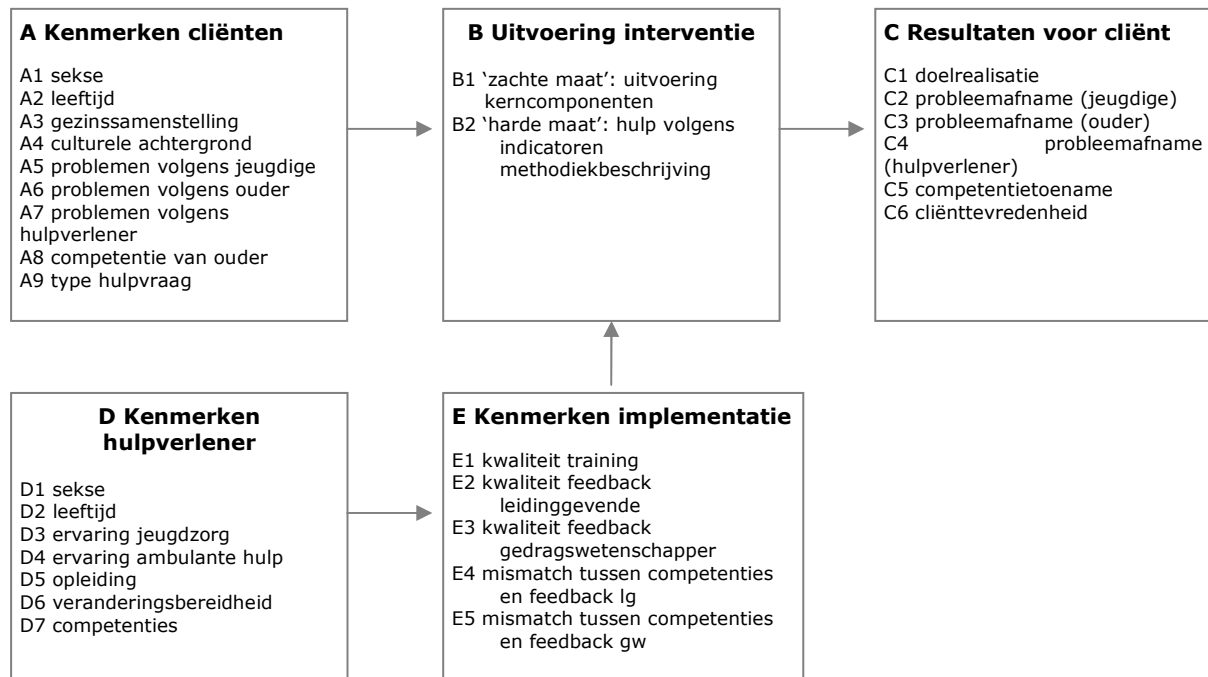 A Kenmerken cliënten
A1 sekse
A2 leeftijd
A3 gezinssamenstelling
A4 culturele achtergrond
A5 problemen volgens jeugdige
A6 problemen volgens ouder
A7 problemen volgens
hulpverlener
A8 competentie van ouder
A9 type hulpvraag
B Uitvoering interventie
B1 ‘zachte maat’: uitvoering
kerncomponenten
B2 ‘harde maat’: hulp volgens
indicatoren
methodiekbeschrijving
C Resultaten voor cliënt
C1 doelrealisatie
C2 probleemafname (jeugdige)
C3 probleemafname (ouder)
C4 probleemafname
(hulpverlener)
C5 competentietoename
C6 cliënttevredenheid
D Kenmerken
hulpverlener
D1 sekse
D2 leeftijd
D3 ervaring jeugdzorg
D4 ervaring ambulante hulp
D5 opleiding
D6 veranderingsbereidheid
D7 competenties
E Kenmerken implementatie
E1 kwaliteit training
E2 kwaliteit feedback
leidinggevende
E3 kwaliteit feedback
gedragswetenschapper
E4 mismatch tussen competenties
en feedback lg
E5 mismatch tussen competenties
en feedback gw